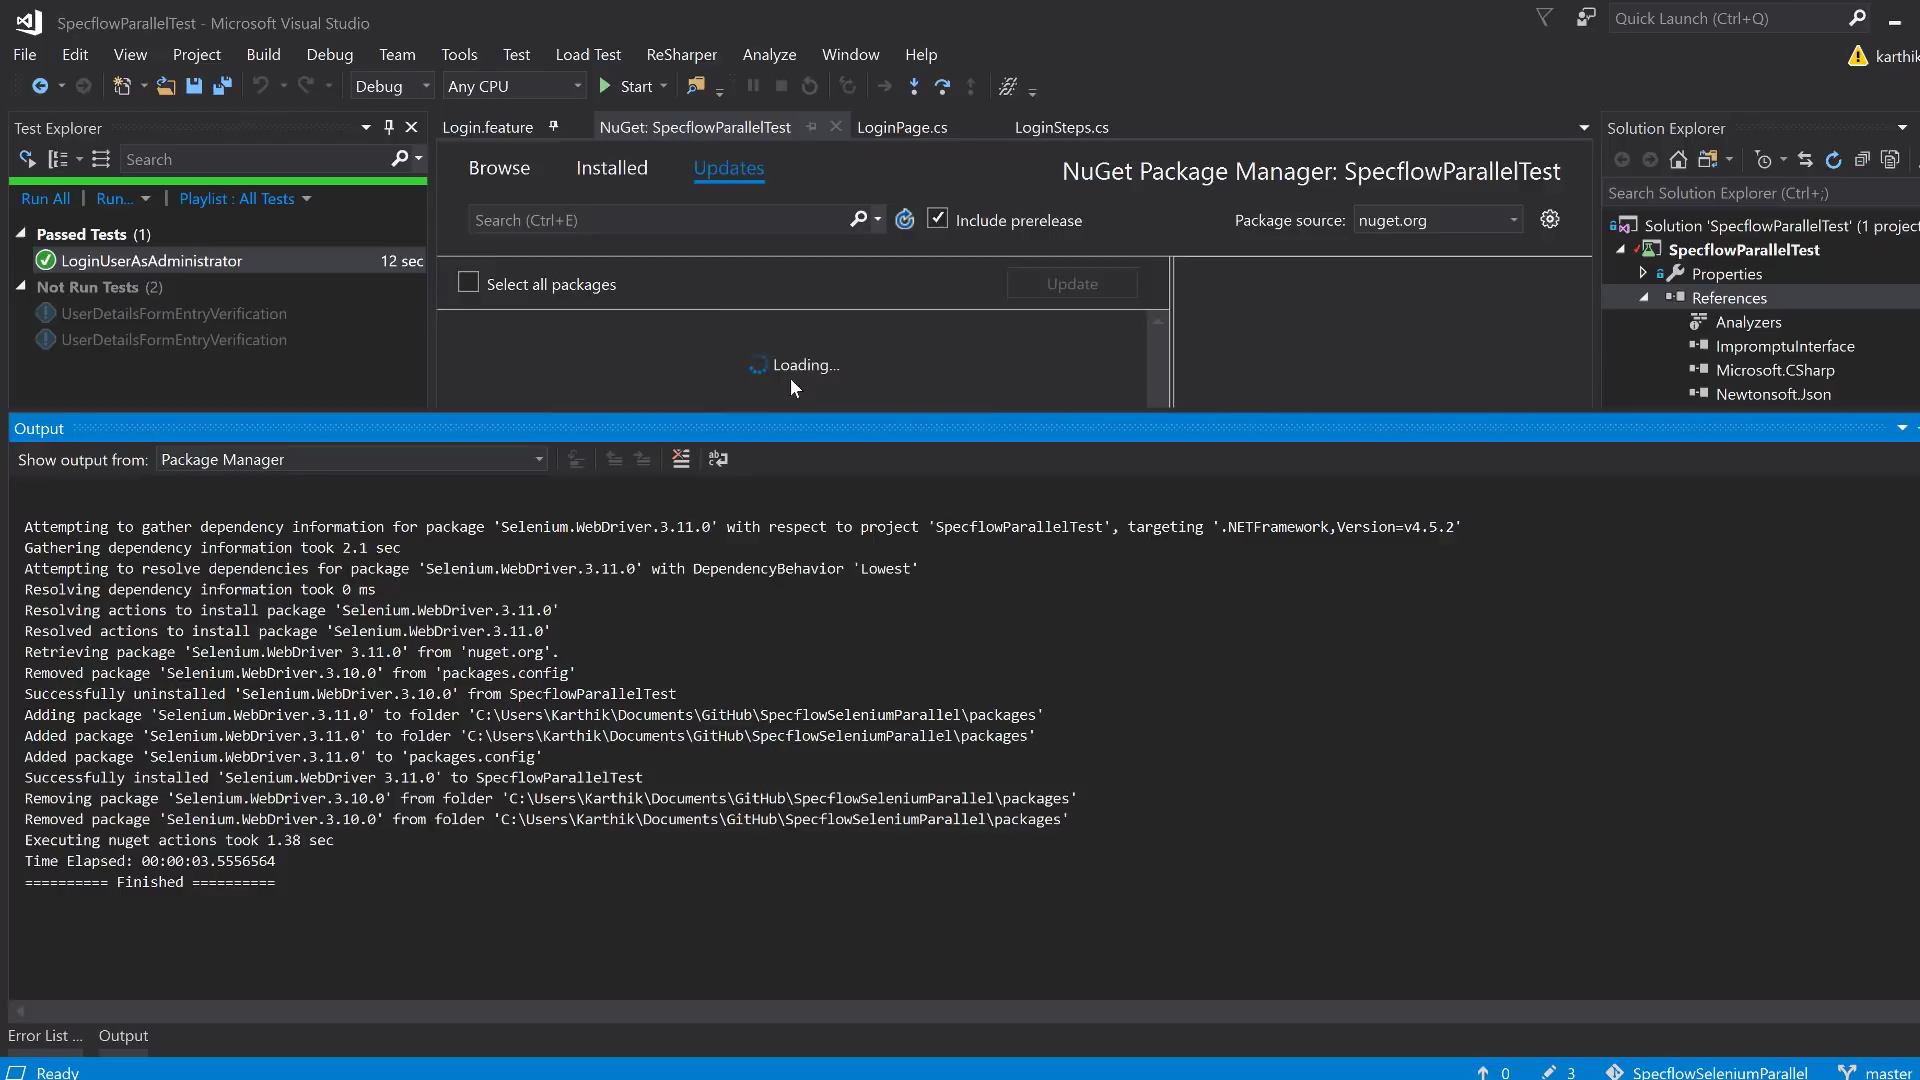 SpecflowParallelTest - Microsoft Visual Studio
Quick Launch (Ctrl+Q)
File Edit View Project Build Debug Team Tools Test Load Test ReSharper Analyze Window Help
karthik
Debug Any CPU Start
Test Explorer
Login.feature NuGet: SpecflowParallelTest LoginPage.cs LoginSteps.cs
Solution Explorer
Search
Browse Installed Updates
NuGet Package Manager: SpecflowParallelTest
Run All Run... Playlist : All Tests
Search Solution Explorer (Ctrl+;)
Search (Ctrl+E)
Include prerelease
Package source: nuget.org
Solution 'SpecflowParallelTest' (1 project
Passed Tests (1)
SpecflowParallelTest
LoginUserAsAdministrator 12 sec
Properties
Not Run Tests (2)
Select all packages
Update
References
UserDetailsFormEntryVerification
Analyzers
UserDetailsFormEntryVerification
ImpromptuInterface
Loading...
Microsoft.CSharp
Newtonsoft.Json
Output
Show output from: Package Manager
Attempting to gather dependency information for package 'Selenium.WebDriver.3.11.0' with respect to project 'SpecflowParallelTest', targeting '.NETFramework,Version=v4.5.2'
Gathering dependency information took 2.1 sec
Attempting to resolve dependencies for package 'Selenium.WebDriver.3.11.0' with DependencyBehavior 'Lowest'
Resolving dependency information took 0 ms
Resolving actions to install package 'Selenium.WebDriver.3.11.0'
Resolved actions to install package 'Selenium.WebDriver.3.11.0'
Retrieving package 'Selenium.WebDriver 3.11.0' from 'nuget.org'.
Removed package 'Selenium.WebDriver.3.10.0' from 'packages.config'
Successfully uninstalled 'Selenium.WebDriver.3.10.0' from SpecflowParallelTest
Adding package 'Selenium.WebDriver.3.11.0' to folder 'C:\Users\Karthik\Documents\GitHub\SpecflowSeleniumParallel\packages'
Added package 'Selenium.WebDriver.3.11.0' to folder 'C:\Users\Karthik\Documents\GitHub\SpecflowSeleniumParallel\packages'
Added package 'Selenium.WebDriver.3.11.0' to 'packages.config'
Successfully installed 'Selenium.WebDriver 3.11.0' to SpecflowParallelTest
Removing package 'Selenium.WebDriver.3.10.0' from folder 'C:\Users\Karthik\Documents\GitHub\SpecflowSeleniumParallel\packages'
Removed package 'Selenium.WebDriver.3.10.0' from folder 'C:\Users\Karthik\Documents\GitHub\SpecflowSeleniumParallel\packages'
Executing nuget actions took 1.38 sec
Time Elapsed: 00:00:03.5556564
========== Finished ==========
Error List ... Output
Ready
0 3 SpecflowSeleniumParallel master